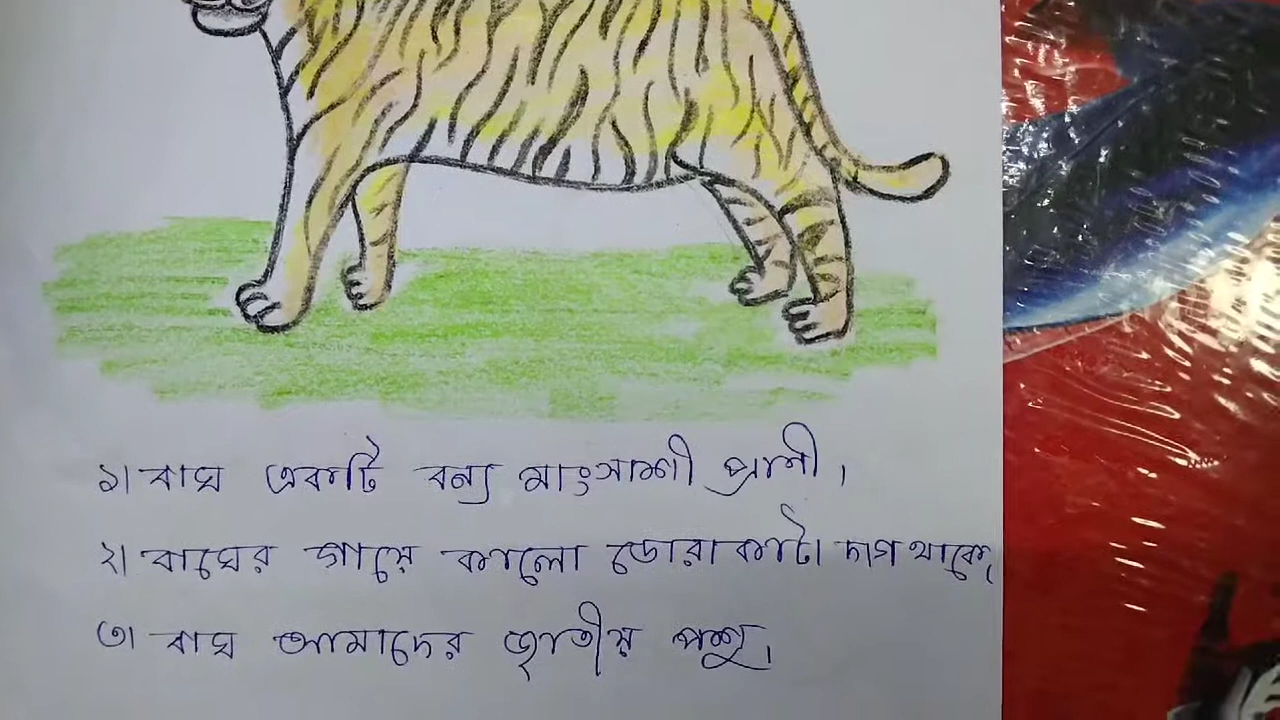 ১। বাঘ একটি বন্য মাংসাশী প্রাণী।
২। বাঘের গায়ে কালো ডোরাকাটা দাগ থাকে।
৩। বাঘ আমাদের জাতীয় পশু।